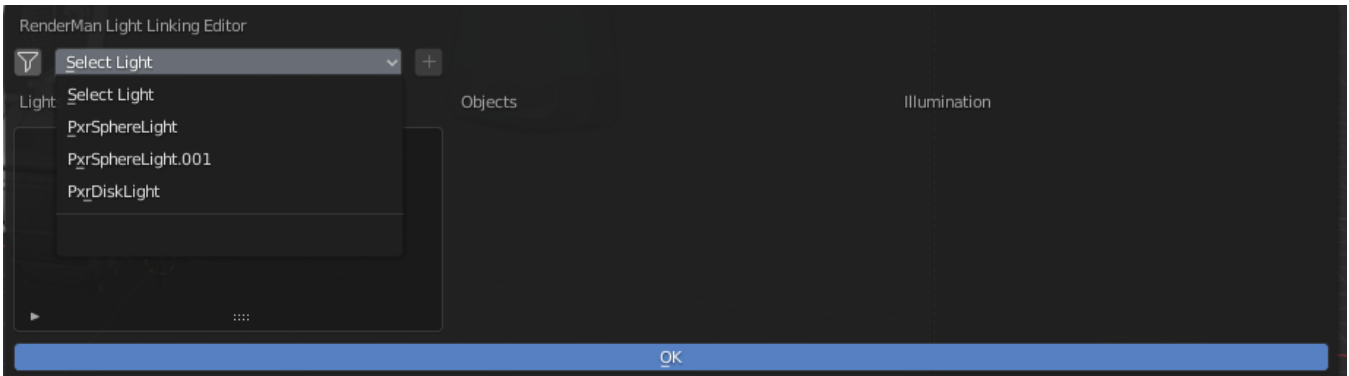 RenderMan Light Linking Editor
Select Light
Select Light
Light Objects Illumination
PxrSphereLight
PxrSphereLight.001
PxrDiskLight
OK